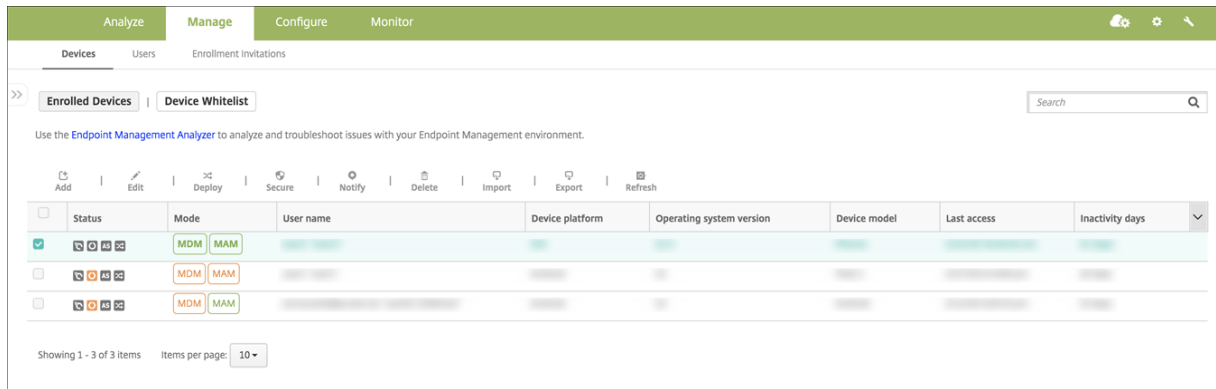 Analyze Manage Configure Monitor
Devices Users Enrollment Invitations
Enrolled Devices | Device Whitelist Search
Use the Endpoint Management Analyzer to analyze and troubleshoot issues with your Endpoint Management environment.
Add | Edit | Deploy | Secure | Notify | Delete | Import | Export | Refresh
Status Mode User name Device platform Operating system version Device model Last access Inactivity days
AS MDM MAM
AS MDM MAM
AS MDM MAM
Showing 1 - 3 of 3 items Items per page: 10